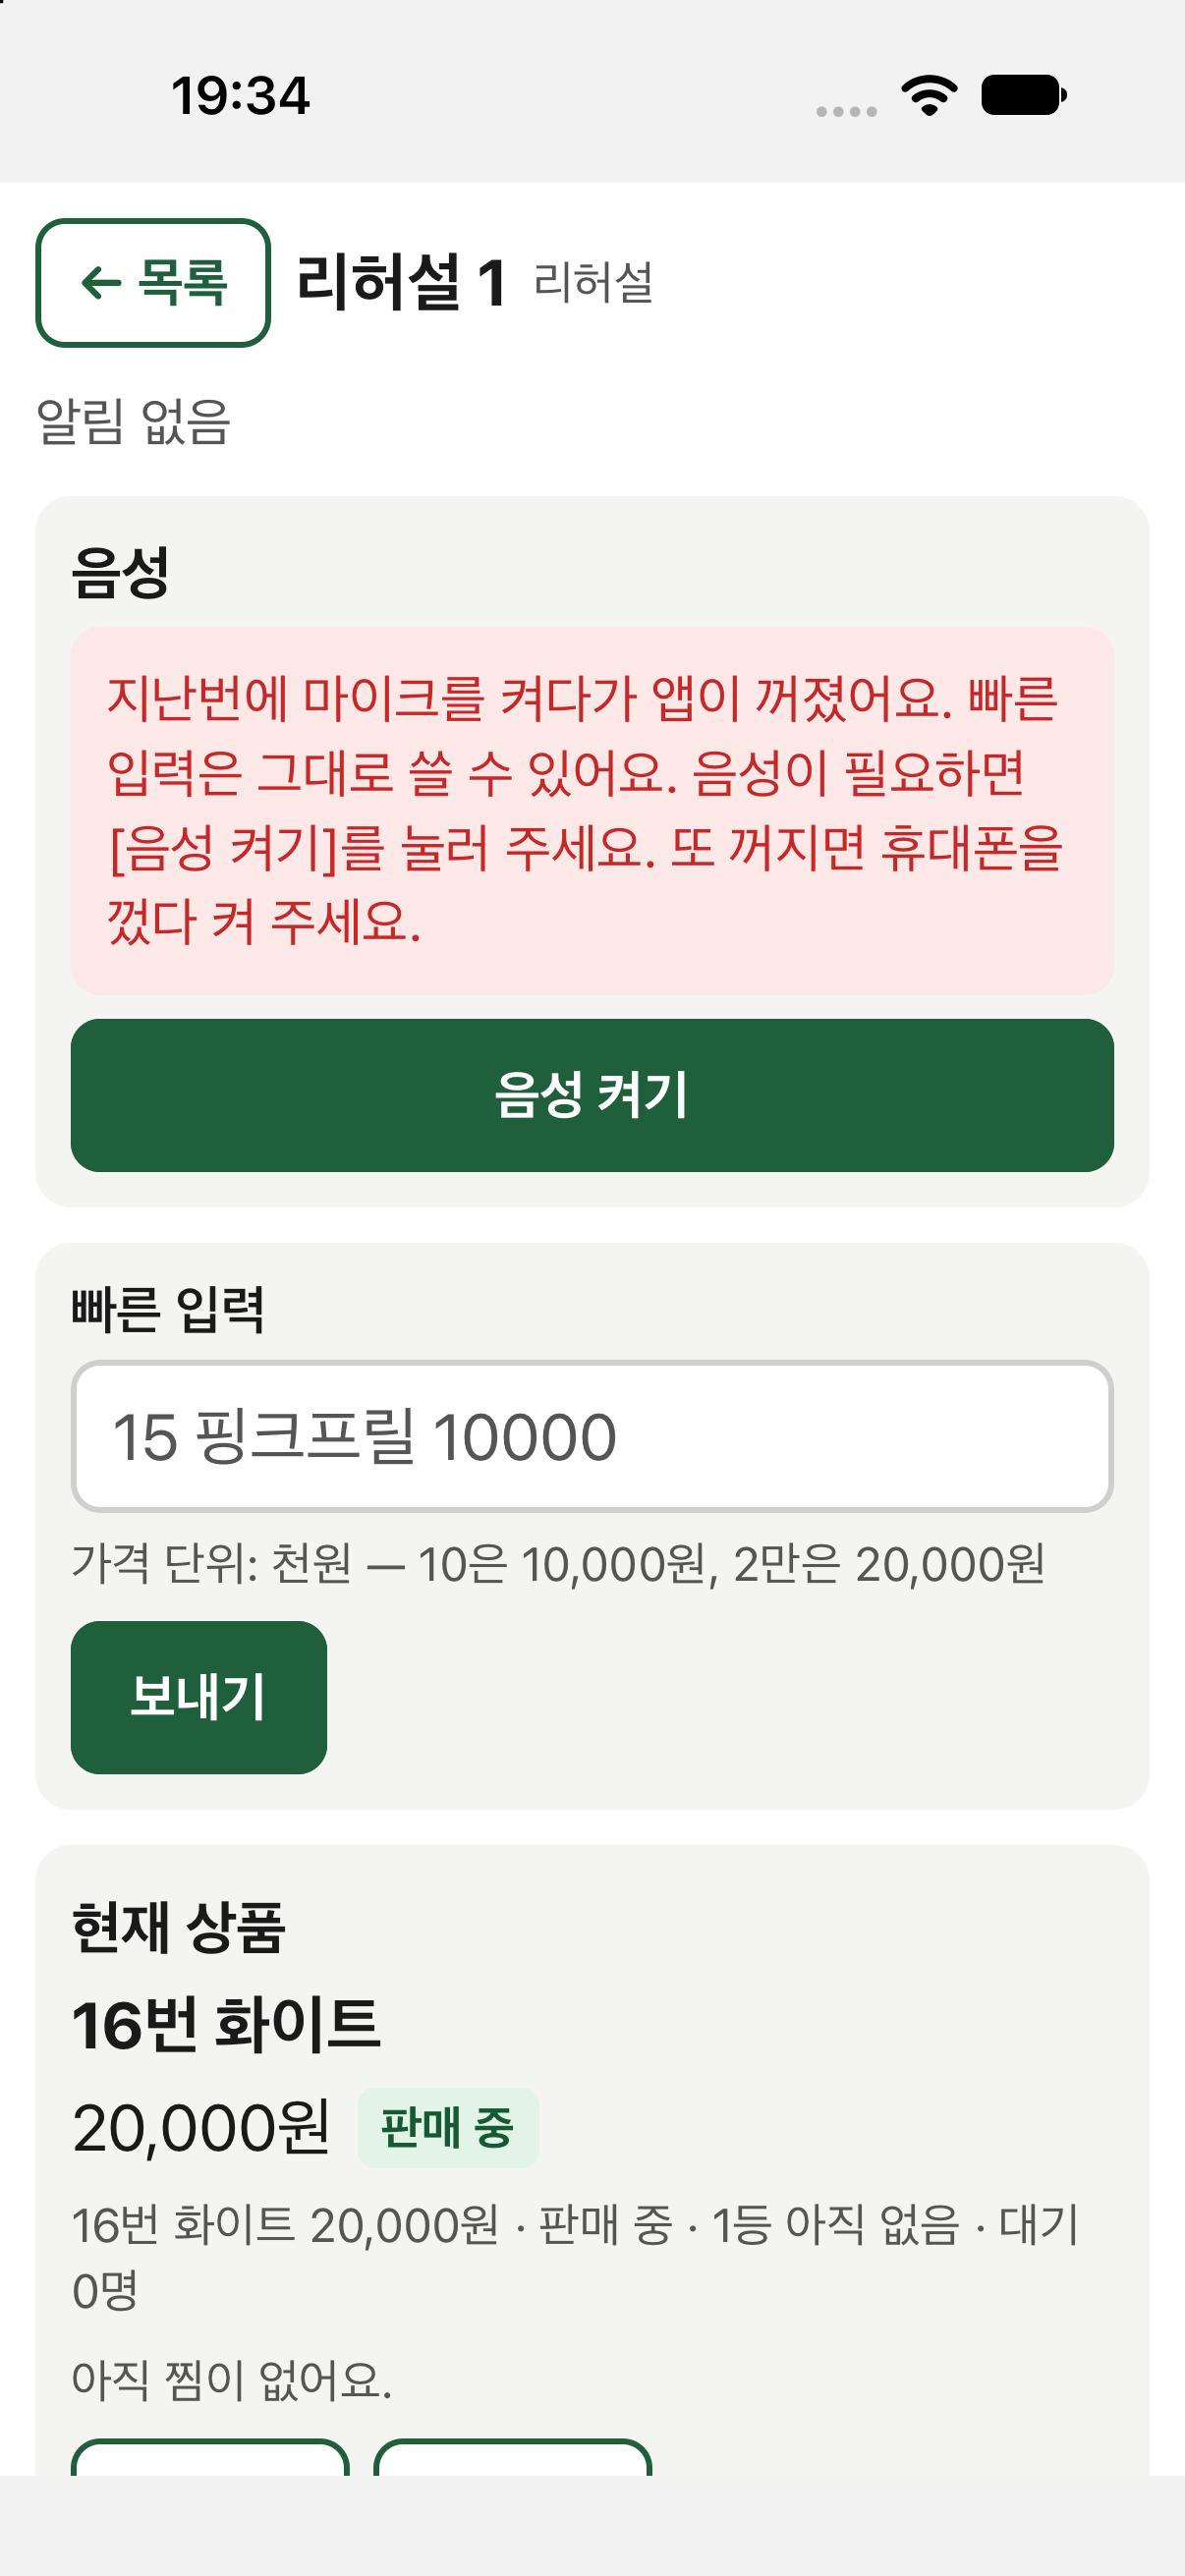 19:34
← 목록
리허설 1 리허설
알림 없음
음성
지난번에 마이크를 켜다가 앱이 꺼졌어요. 빠른
입력은 그대로 쓸 수 있어요. 음성이 필요하면
[음성 켜기]를 눌러 주세요. 또 꺼지면 휴대폰을
껐다 켜 주세요.
음성 켜기
빠른 입력
15 핑크프릴 10000
가격 단위: 천원 — 10은 10,000원, 2만은 20,000원
보내기
현재 상품
16번 화이트
20,000원 판매 중
16번 화이트 20,000원 · 판매 중 · 1등 아직 없음 · 대기
0명
아직 찜이 없어요.